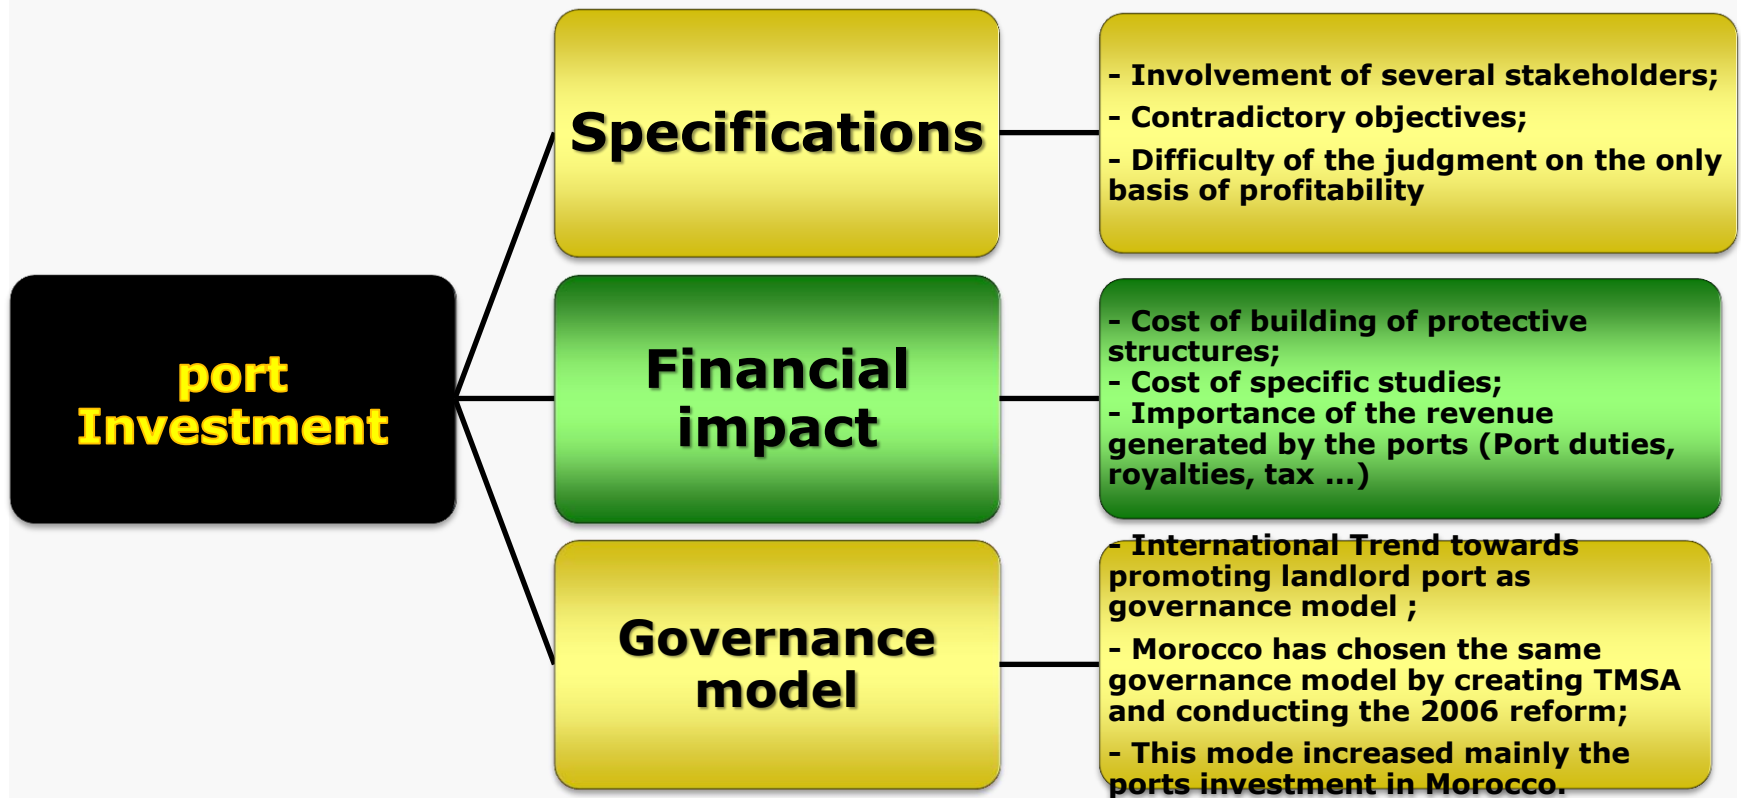 port
Investment
Specifications
- Involvement of several stakeholders;
- Contradictory objectives;
- Difficulty of the judgment on the only
basis of profitability
Financial
impact
- Cost of building of protective
structures;
- Cost of specific studies;
- Importance of the revenue
generated by the ports (Port duties,
royalties, tax ...)
Governance
model
- International Trend towards
promoting landlord port as
governance model ;
- Morocco has chosen the same
governance model by creating TMSA
and conducting the 2006 reform;
- This mode increased mainly the
ports investment in Morocco.